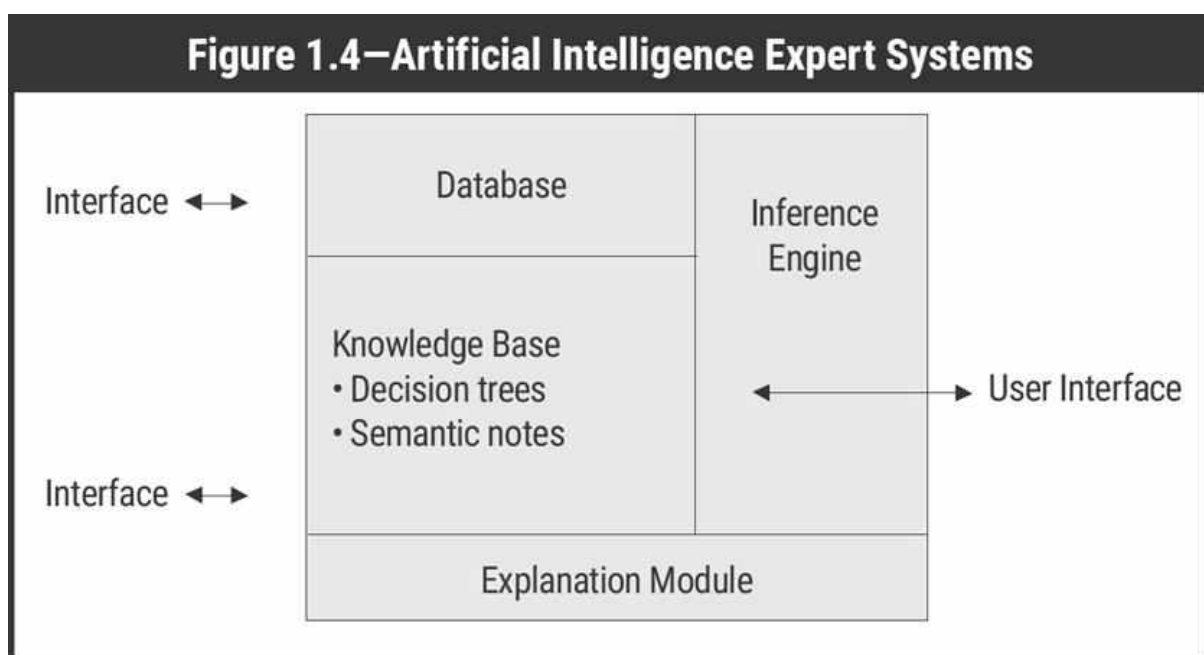 Figure 1.4—Artificial Intelligence Expert Systems
Interface
Database
Inference
Engine
Knowledge Base
• Decision trees
• Semantic notes
User Interface
Interface
Explanation Module